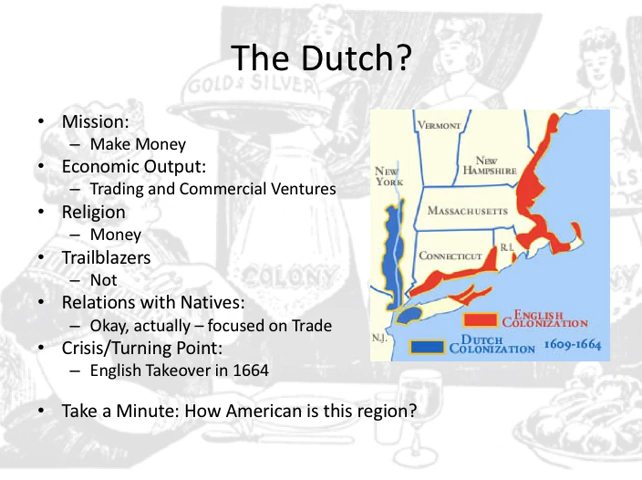 The Dutch?
• Mission:
– Make Money
• Economic Output:
– Trading and Commercial Ventures
• Religion
– Money
• Trailblazers
– Not
• Relations with Natives:
– Okay, actually – focused on Trade
• Crisis/Turning Point:
– English Takeover in 1664
• Take a Minute: How American is this region?
VERMONT
NEW
HAMPSHIRE
NEW
YORK
MASSACHUSETTS
CONNECTICUT
R.I.
N.J.
ENGLISH
COLONIZATION
DUTCH
COLONIZATION 1609-1664
GOLD & SILVER